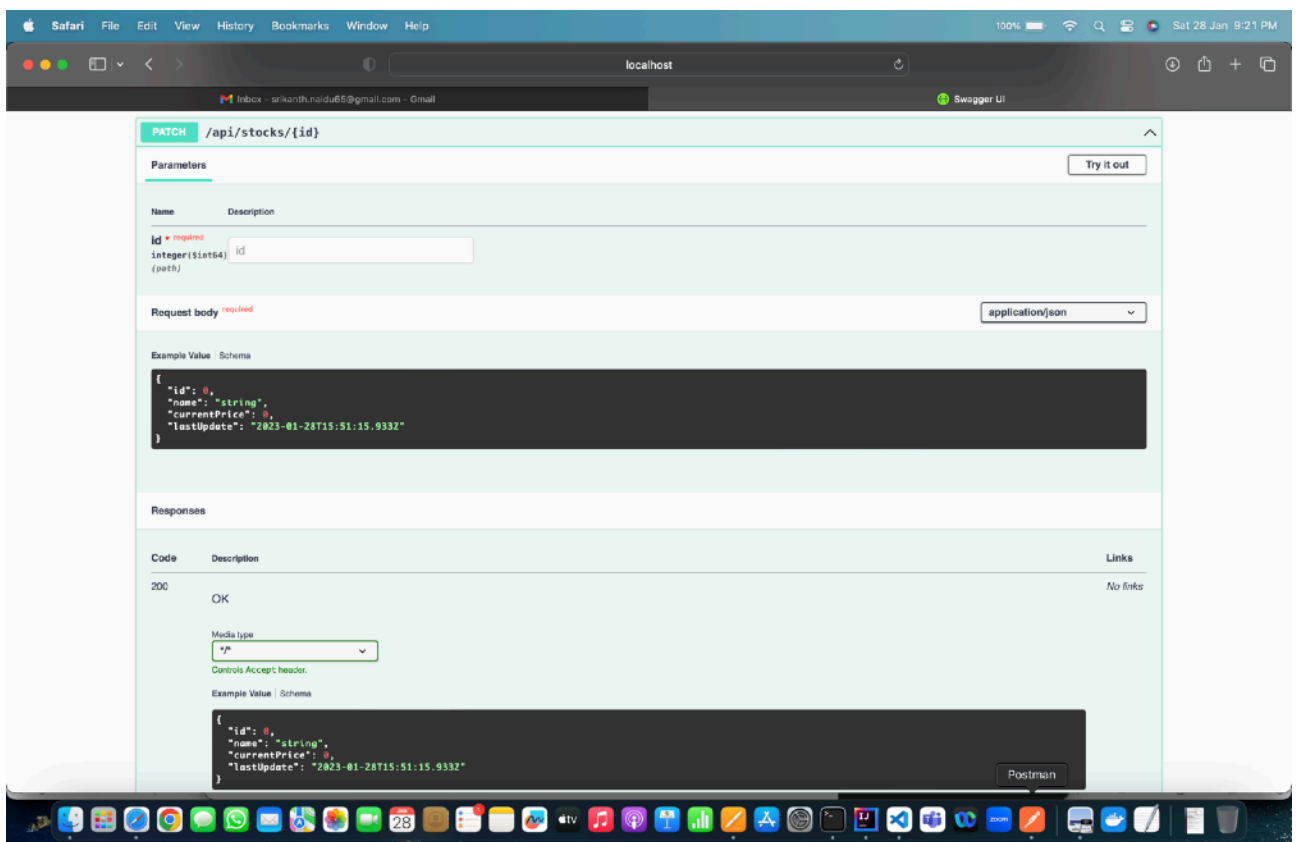 Safari File Edit View History Bookmarks Window Help 100% Sat 28 Jan 9:21 PM
localhost
Inbox - srikanth.naidu65@gmail.com - Gmail Swagger UI
PATCH /api/stocks/{id}
Parameters Try it out
Name Description
id * required
integer($int64) id
(path)
Request body required application/json
Example Value Schema
{
"id": 0,
"name": "string",
"currentPrice": 0,
"lastUpdate": "2023-01-28T15:51:15.933Z"
}
Responses
Code Description Links
200 OK No links
Media type
*/*
Controls Accept header.
Example Value Schema
{
"id": 0,
"name": "string",
"currentPrice": 0,
"lastUpdate": "2023-01-28T15:51:15.933Z"
}
Postman
28 tv zoom